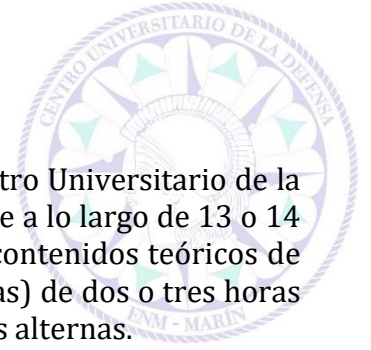 CENTRO UNIVERSITARIO DE LA DEFENSA
tro Universitario de la
e a lo largo de 13 o 14
contenidos teóricos de
as) de dos o tres horas
s alternas.
ENM - MARÍN